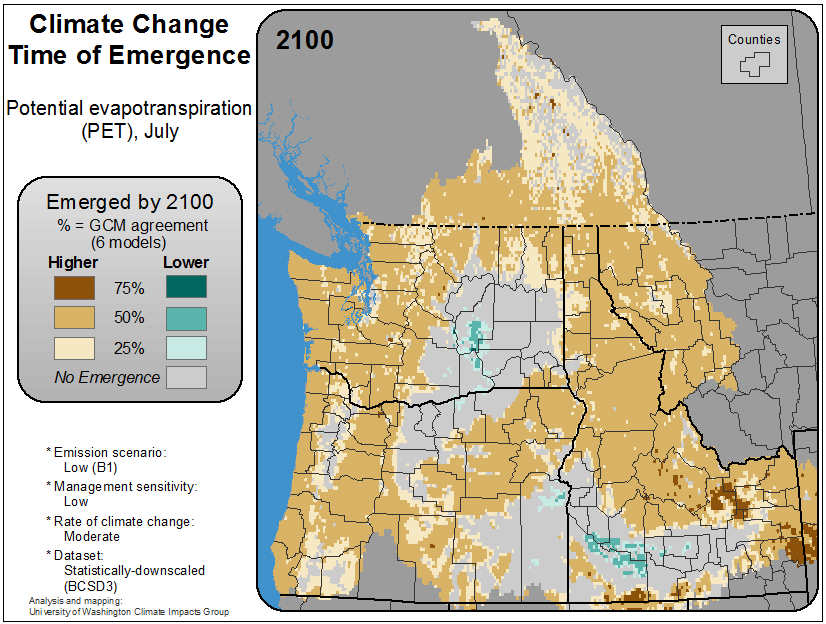 Climate Change
Time of Emergence
Potential evapotranspiration
(PET), July
Emerged by 2100
% = GCM agreement
(6 models)
Higher Lower
75%
50%
25%
No Emergence
* Emission scenario:
Low (B1)
* Management sensitivity:
Low
* Rate of climate change:
Moderate
* Dataset:
Statistically-downscaled
(BCSD3)
Analysis and mapping:
University of Washington Climate Impacts Group
2100
Counties